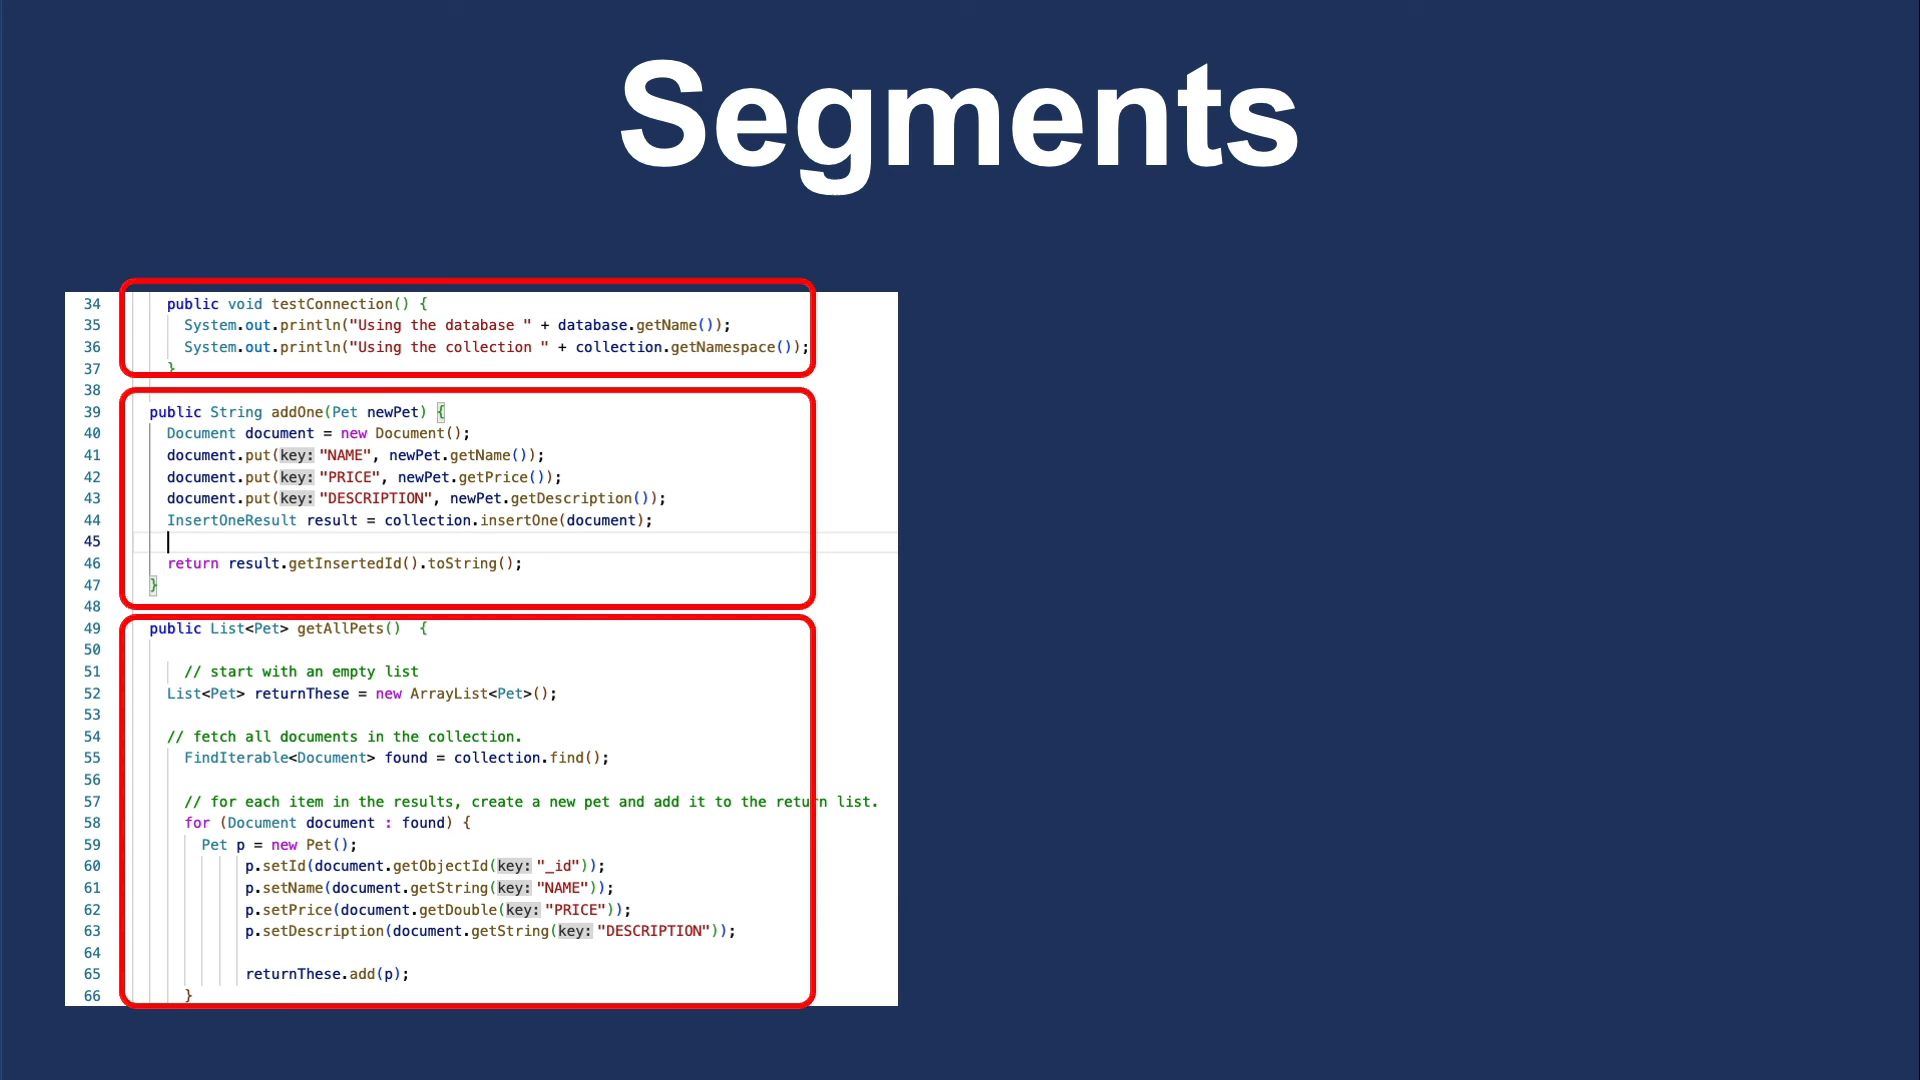 Segments
34 public void testConnection() {
35 System.out.println("Using the database " + database.getName());
36 System.out.println("Using the collection " + collection.getNamespace());
37 }
38
39 public String addOne(Pet newPet) {
40 Document document = new Document();
41 document.put(key: "NAME", newPet.getName());
42 document.put(key: "PRICE", newPet.getPrice());
43 document.put(key: "DESCRIPTION", newPet.getDescription());
44 InsertOneResult result = collection.insertOne(document);
45
46 return result.getInsertedId().toString();
47 }
48
49 public List<Pet> getAllPets()  {
50
51 // start with an empty list
52 List<Pet> returnThese = new ArrayList<Pet>();
53
54 // fetch all documents in the collection.
55 FindIterable<Document> found = collection.find();
56
57 // for each item in the results, create a new pet and add it to the return list.
58 for (Document document : found) {
59 Pet p = new Pet();
60 p.setId(document.getObjectId(key: "_id"));
61 p.setName(document.getString(key: "NAME"));
62 p.setPrice(document.getDouble(key: "PRICE"));
63 p.setDescription(document.getString(key: "DESCRIPTION"));
64
65 returnThese.add(p);
66 }